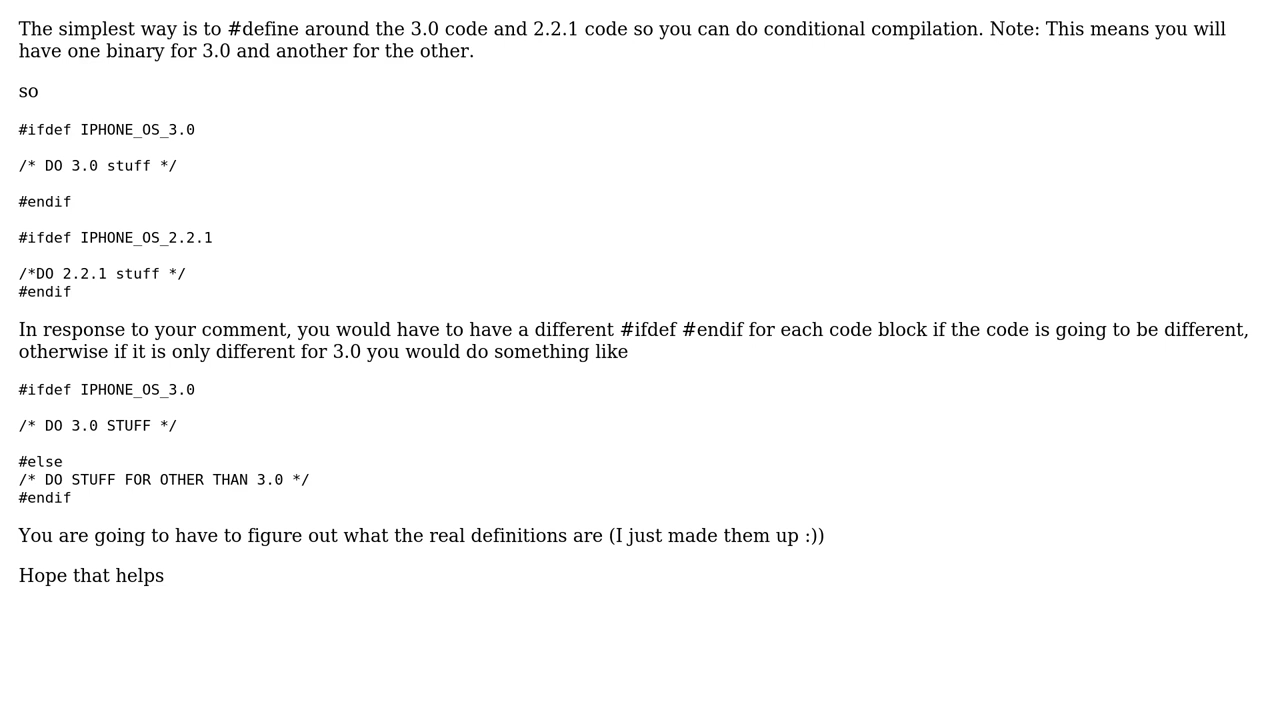 The simplest way is to #define around the 3.0 code and 2.2.1 code so you can do conditional compilation. Note: This means you will
have one binary for 3.0 and another for the other.
so
#ifdef IPHONE_OS_3.0
/* DO 3.0 stuff */
#endif
#ifdef IPHONE_OS_2.2.1
/*DO 2.2.1 stuff */
#endif
In response to your comment, you would have to have a different #ifdef #endif for each code block if the code is going to be different,
otherwise if it is only different for 3.0 you would do something like
#ifdef IPHONE_OS_3.0
/* DO 3.0 STUFF */
#else
/* DO STUFF FOR OTHER THAN 3.0 */
#endif
You are going to have to figure out what the real definitions are (I just made them up :))
Hope that helps